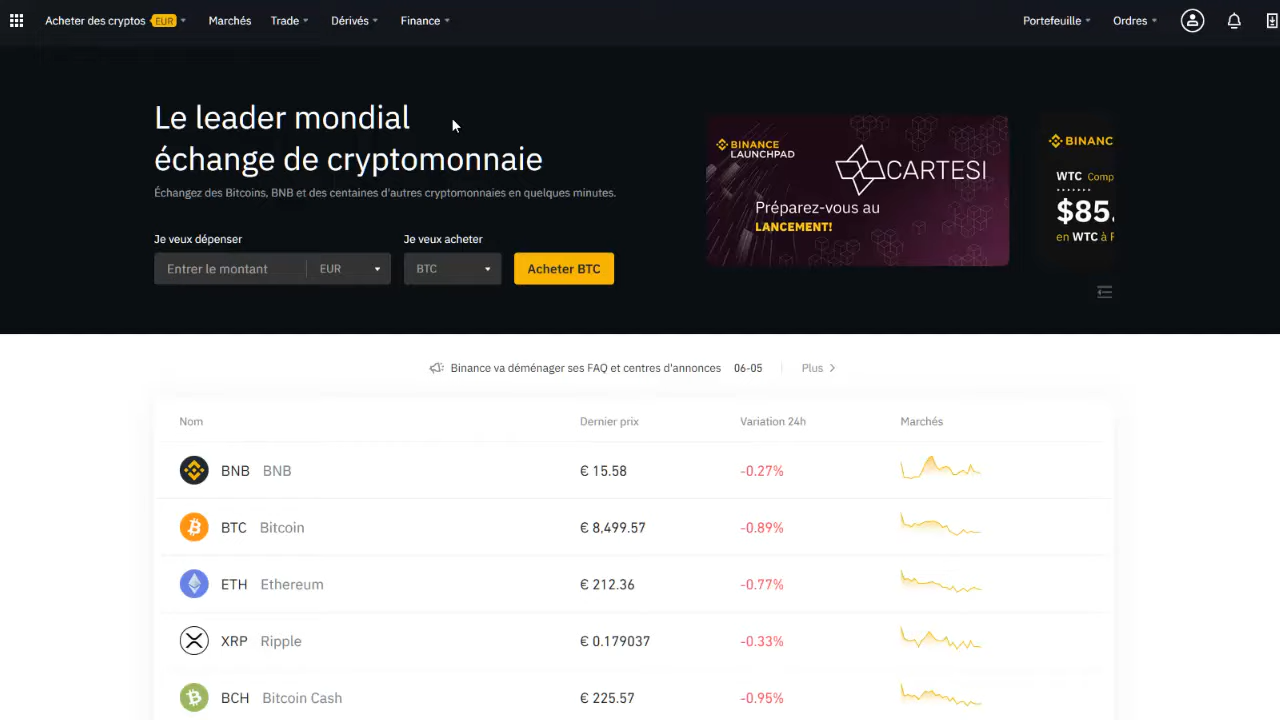 Acheter des cryptos EUR Marchés Trade Dérivés Finance Portefeuille Ordres
Le leader mondial
échange de cryptomonnaie
Échangez des Bitcoins, BNB et des centaines d'autres cryptomonnaies en quelques minutes.
Je veux dépenser Je veux acheter
Entrer le montant EUR BTC Acheter BTC
BINANCE
LAUNCHPAD
CARTESI
Préparez-vous au
LANCEMENT!
BINANC
WTC Comp
$85.
en WTC à
Binance va déménager ses FAQ et centres d'annonces 06-05 Plus
Nom Dernier prix Variation 24h Marchés
BNB BNB € 15.58 -0.27%
BTC Bitcoin € 8,499.57 -0.89%
ETH Ethereum € 212.36 -0.77%
XRP Ripple € 0.179037 -0.33%
BCH Bitcoin Cash € 225.57 -0.95%